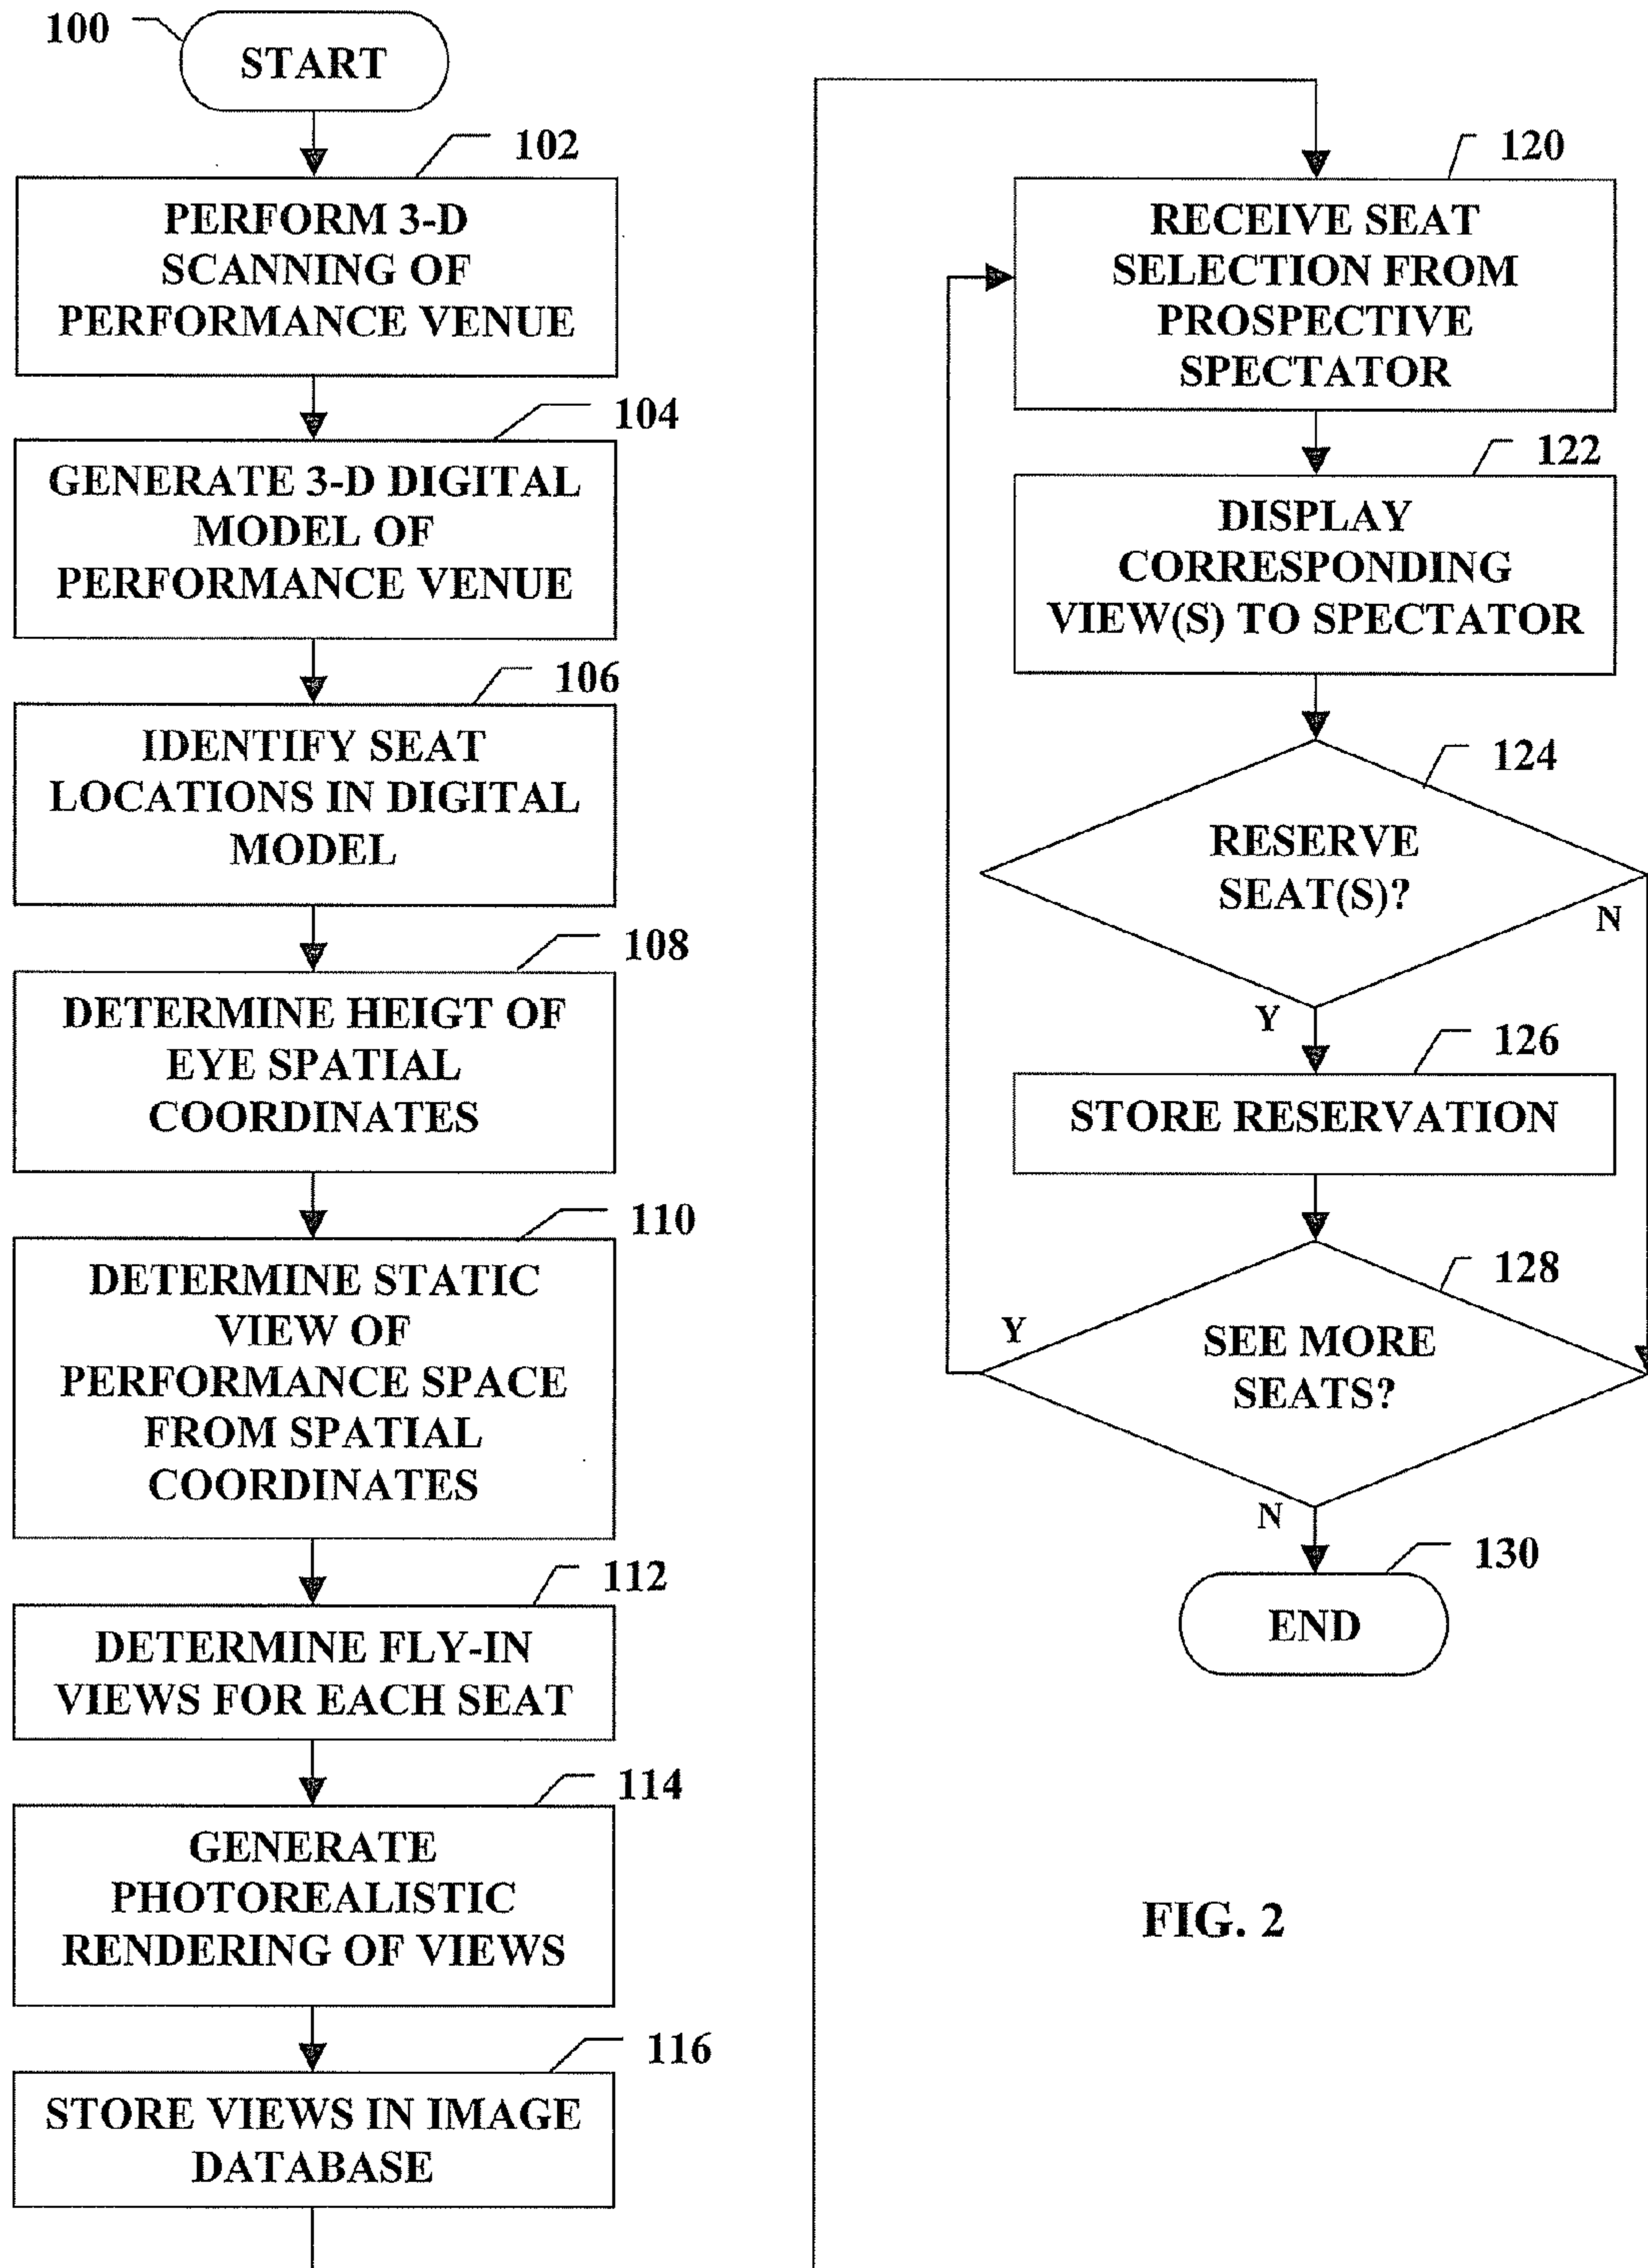 100
START
102
PERFORM 3-D
SCANNING OF
PERFORMANCE VENUE
104
GENERATE 3-D DIGITAL
MODEL OF
PERFORMANCE VENUE
106
IDENTIFY SEAT
LOCATIONS IN DIGITAL
MODEL
108
DETERMINE HEIGT OF
EYE SPATIAL
COORDINATES
110
DETERMINE STATIC
VIEW OF
PERFORMANCE SPACE
FROM SPATIAL
COORDINATES
112
DETERMINE FLY-IN
VIEWS FOR EACH SEAT
114
GENERATE
PHOTOREALISTIC
RENDERING OF VIEWS
116
STORE VIEWS IN IMAGE
DATABASE
120
RECEIVE SEAT
SELECTION FROM
PROSPECTIVE
SPECTATOR
122
DISPLAY
CORRESPONDING
VIEW(S) TO SPECTATOR
124
RESERVE
SEAT(S)?
N
Y
126
STORE RESERVATION
128
Y
SEE MORE
SEATS?
N
130
END
FIG. 2